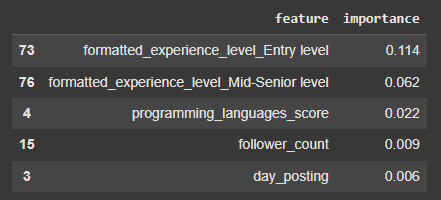 feature importance
73 formatted_experience_level_Entry level 0.114
76 formatted_experience_level_Mid-Senior level 0.062
4 programming_languages_score 0.022
15 follower_count 0.009
3 day_posting 0.006